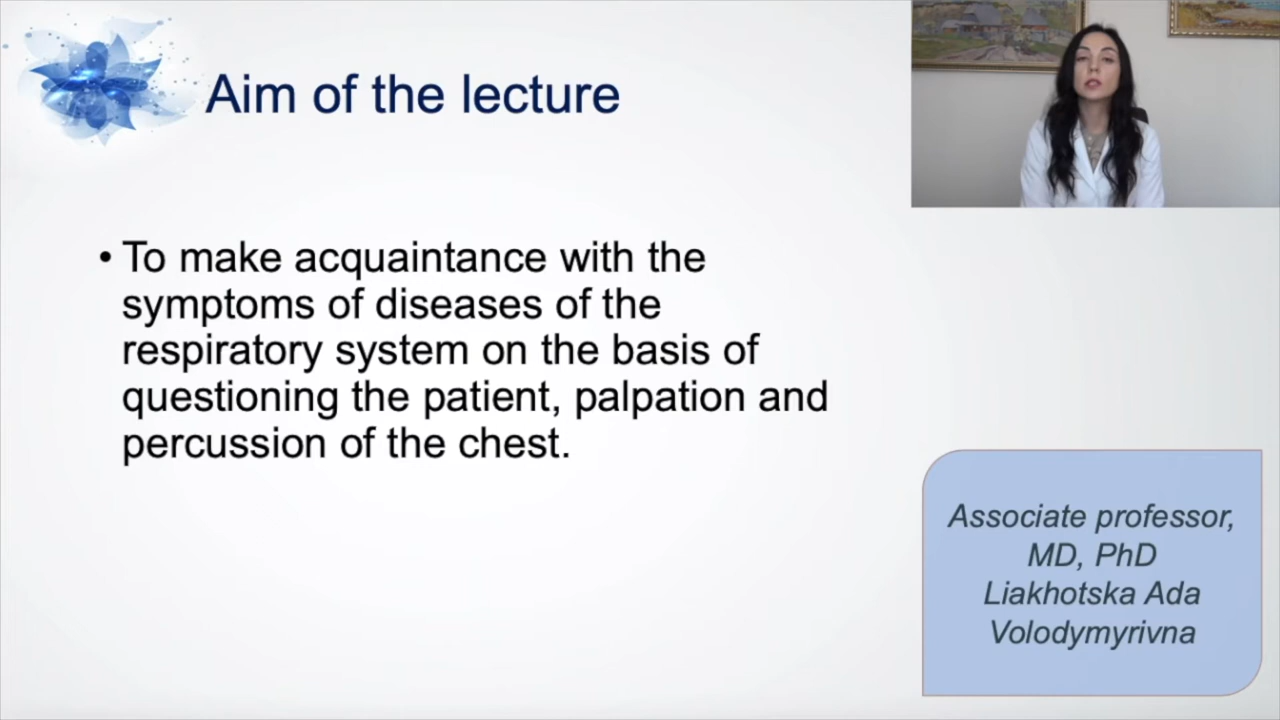 Aim of the lecture
• To make acquaintance with the
symptoms of diseases of the
respiratory system on the basis of
questioning the patient, palpation and
percussion of the chest.
Associate professor,
MD, PhD
Liakhotska Ada
Volodymyrivna